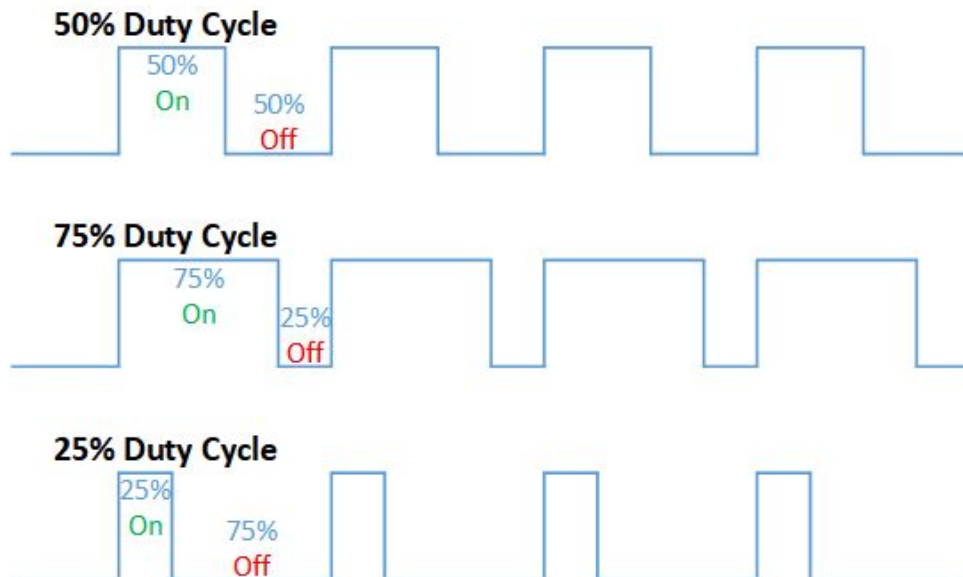 50% Duty Cycle
50%
On
50%
Off
75% Duty Cycle
75%
On
25%
Off
25% Duty Cycle
25%
On
75%
Off